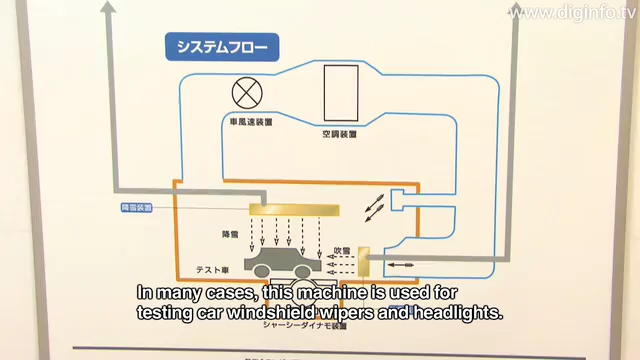 www.diginfo.tv
システムフロー
車風速装置
空調装置
降雪装置
降雪
吹雪
テスト車
In many cases, this machine is used for
testing car windshield wipers and headlights.
シャーシーダイナモ装置